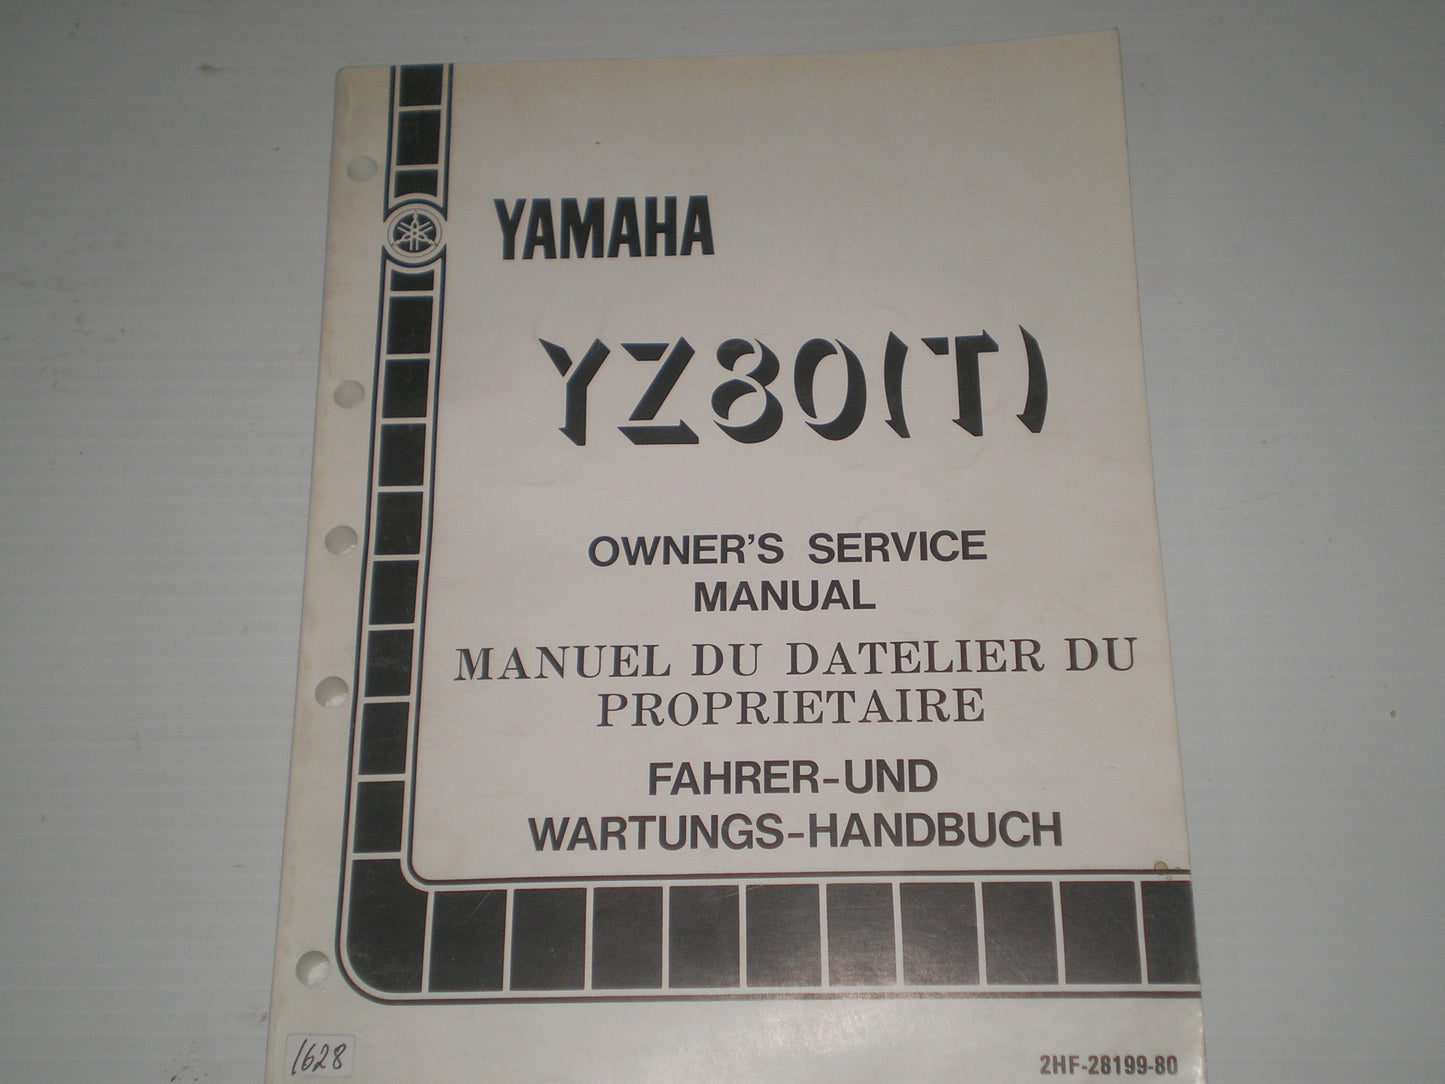 YAMAHA
YZ80(T)
OWNER'S SERVICE
MANUAL
MANUEL DU DATELIER DU
PROPRIETAIRE
FAHRER-UND
WARTUNGS-HANDBUCH
1628
2HF-28199-80